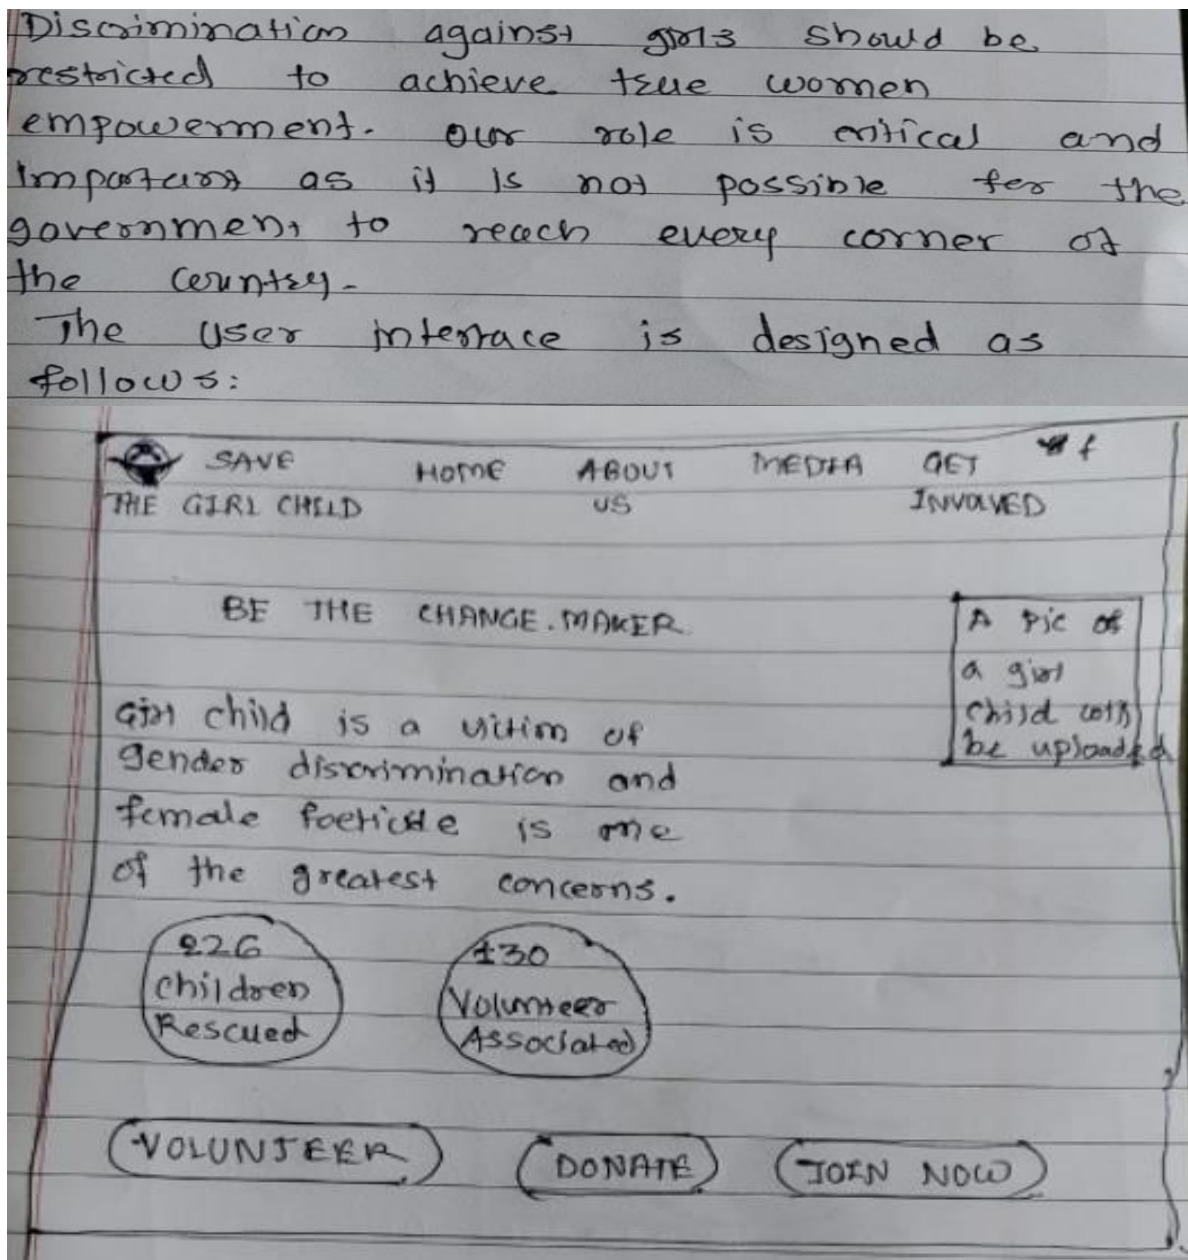 Discrimination against girls should be
restricted to achieve true women
empowerment. Our role is critical and
Important as it is not possible for the
government to reach every corner of
the country.
The user interface is designed as
follows:
SAVE HOME ABOUT MEDIA GET f
THE GIRL CHILD US INVOLVED
BE THE CHANGE.MAKER
A Pic of
a girl
child will
be uploaded
Girl child is a victim of
gender discrimination and
female foeticide is one
of the greatest concerns.
226
Children
Rescued
130
Volunteer
Associated
VOLUNTEER DONATE JOIN NOW